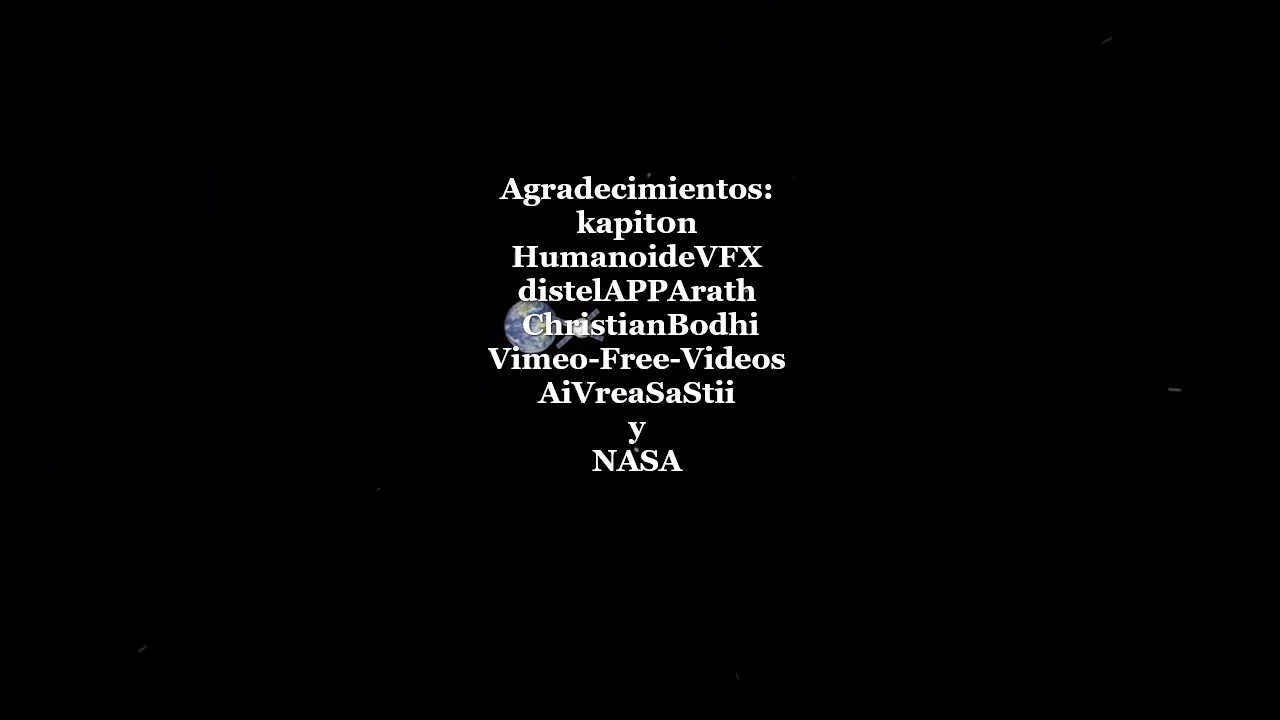 Agradecimientos:
kapiton
HumanoideVFX
distelAPPArath
ChristianBodhi
Vimeo-Free-Videos
AiVreaSaStii
y
NASA